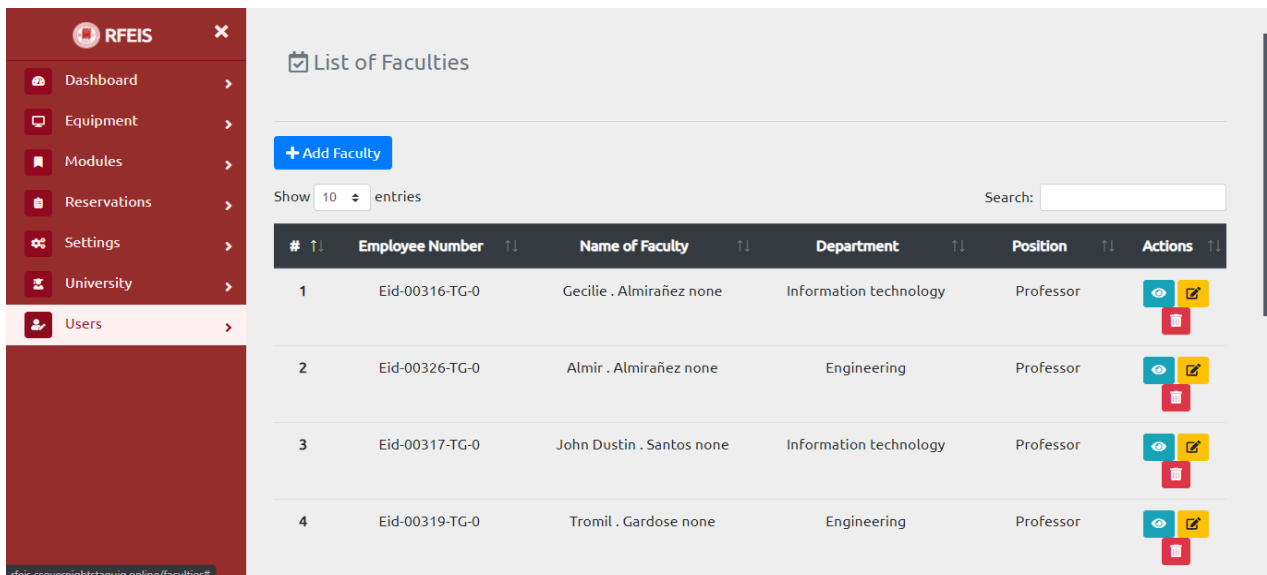 RFEIS ×
Dashboard
Equipment
Modules
Reservations
Settings
University
Users
List of Faculties
+ Add Faculty
Show 10 entries
Search:
# Employee Number Name of Faculty Department Position Actions
1 Eid-00316-TG-0 Gecilie . Almirañez none Information technology Professor
2 Eid-00326-TG-0 Almir . Almirañez none Engineering Professor
3 Eid-00317-TG-0 John Dustin . Santos none Information technology Professor
4 Eid-00319-TG-0 Tromil . Gardose none Engineering Professor